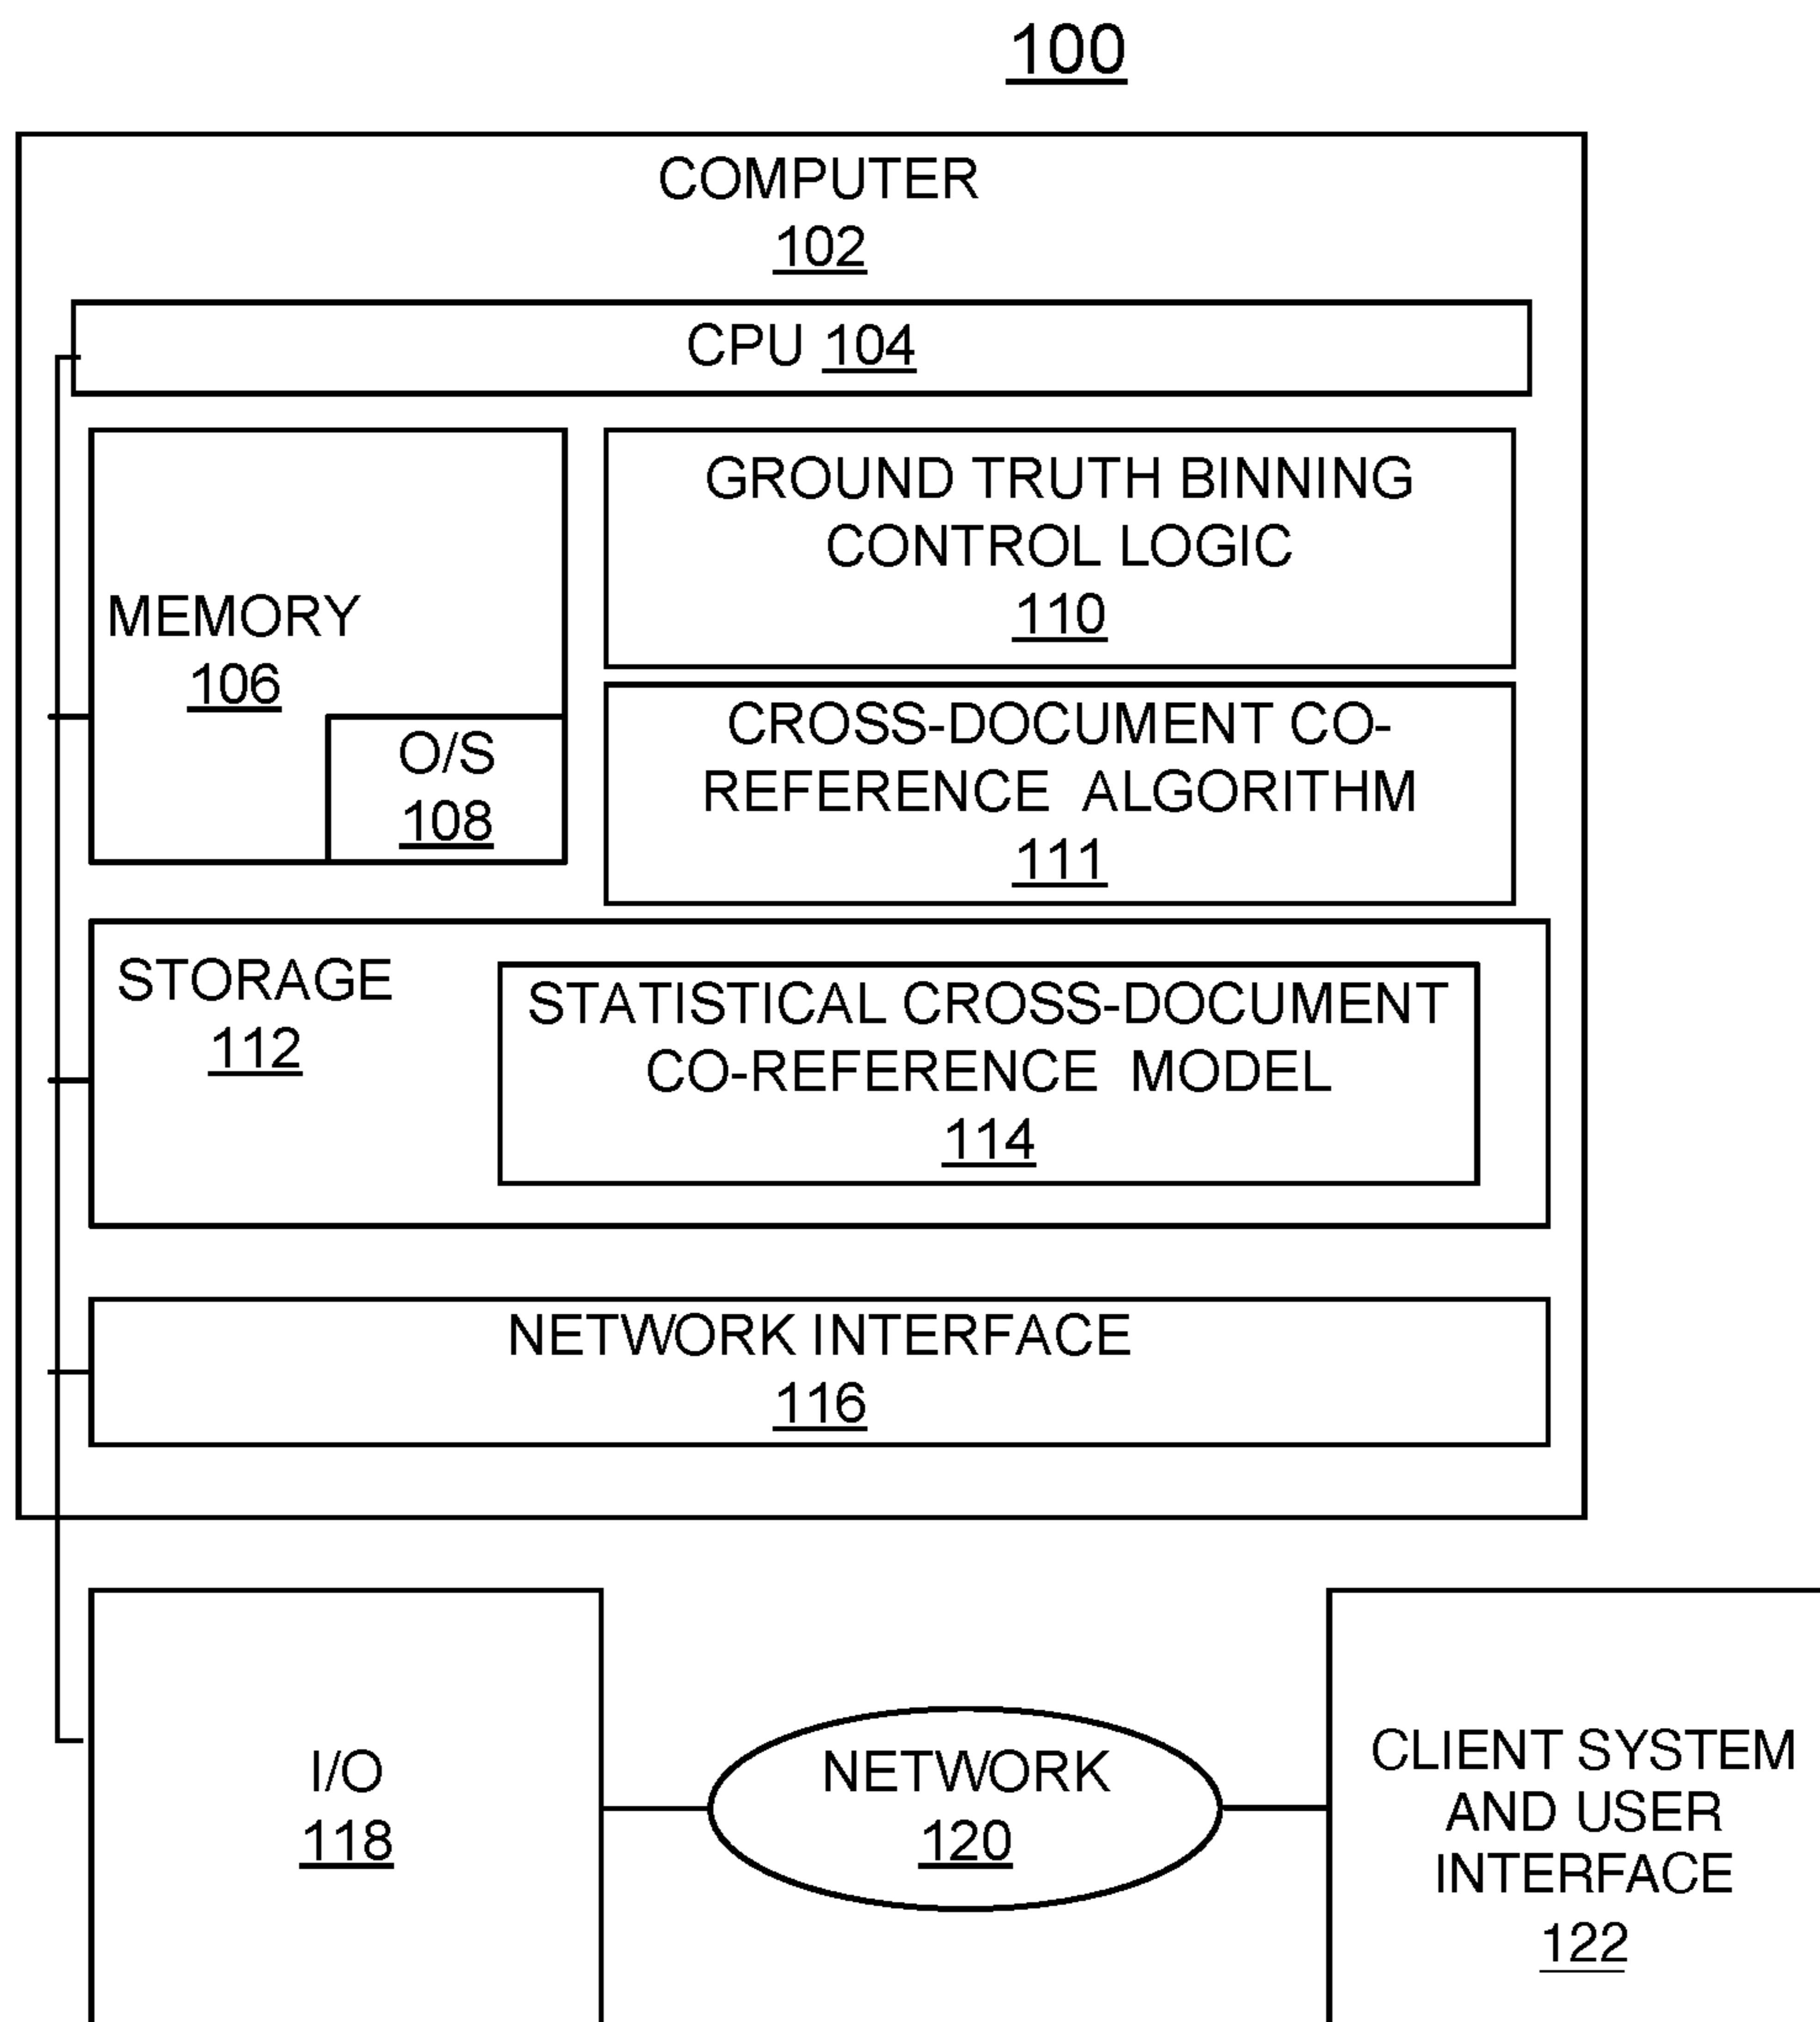 100
COMPUTER
102
CPU 104
MEMORY
106
O/S
108
GROUND TRUTH BINNING
CONTROL LOGIC
110
CROSS-DOCUMENT CO-
REFERENCE ALGORITHM
111
STORAGE
112
STATISTICAL CROSS-DOCUMENT
CO-REFERENCE MODEL
114
NETWORK INTERFACE
116
I/O
118
NETWORK
120
CLIENT SYSTEM
AND USER
INTERFACE
122